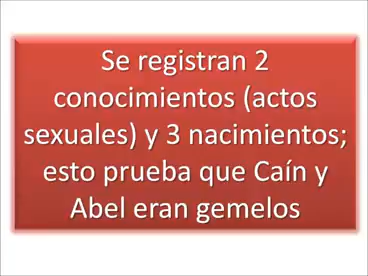 Se registran 2
conocimientos (actos
sexuales) y 3 nacimientos;
esto prueba que Caín y
Abel eran gemelos